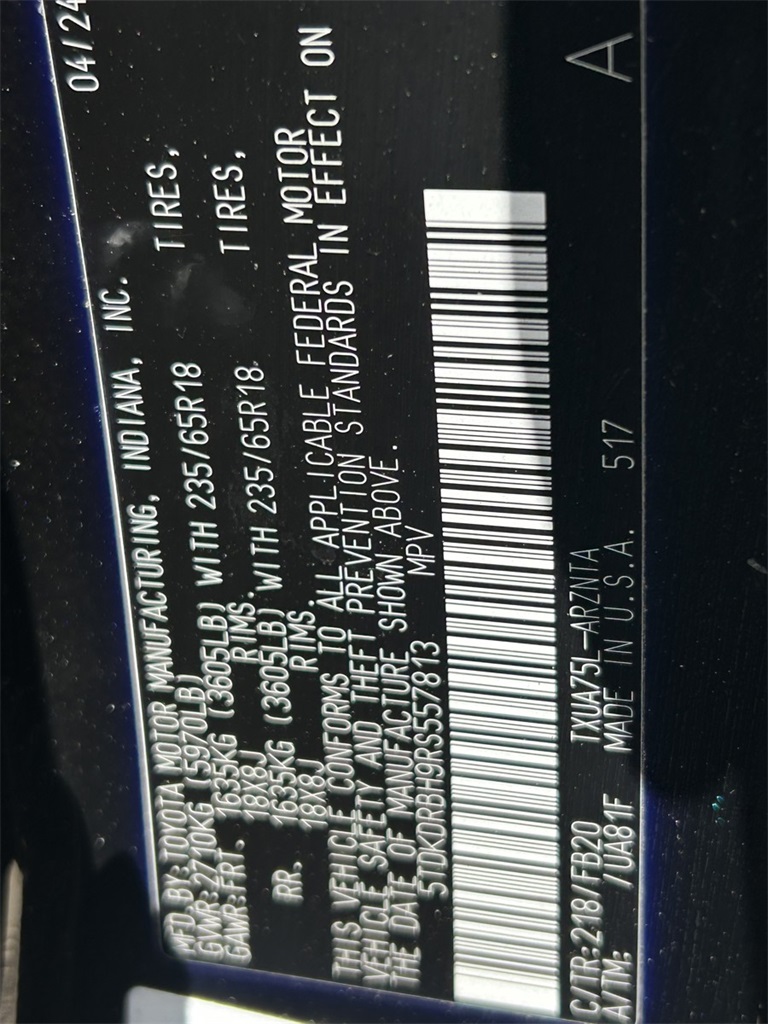 04/24
MFD. BY: TOYOTA MOTOR MANUFACTURING, INDIANA, INC.
GVWR: 2710KG (5970LB)
GAWR: FRT. 1635KG (3605LB) WITH 235/65R18 TIRES,
18X8J RIMS.
RR. 1635KG (3605LB) WITH 235/65R18 TIRES,
18X8J RIMS.
THIS VEHICLE CONFORMS TO ALL APPLICABLE FEDERAL MOTOR
VEHICLE SAFETY AND THEFT PREVENTION STANDARDS IN EFFECT ON
THE DATE OF MANUFACTURE SHOWN ABOVE.
5TDKDRBH9RS557813 MPV
C/TR: 218/FB20 TXUA75L-ARZNTA
A/TM: /UA81F MADE IN U.S.A. 517 A